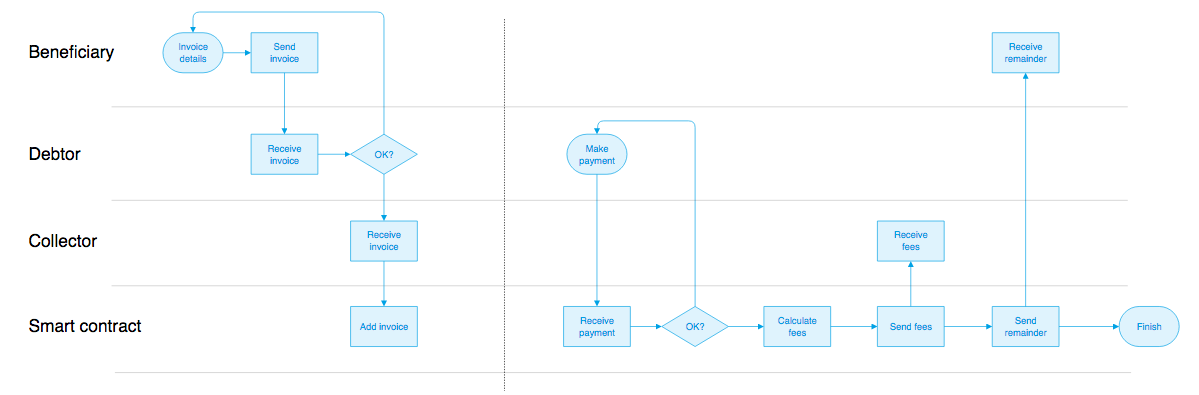 Beneficiary
Invoice
details
Send
invoice
Receive
remainder
Debtor
Receive
invoice
OK?
Make
payment
Collector
Receive
invoice
Receive
fees
Smart contract
Add invoice
Receive
payment
OK?
Calculate
fees
Send fees
Send
remainder
Finish